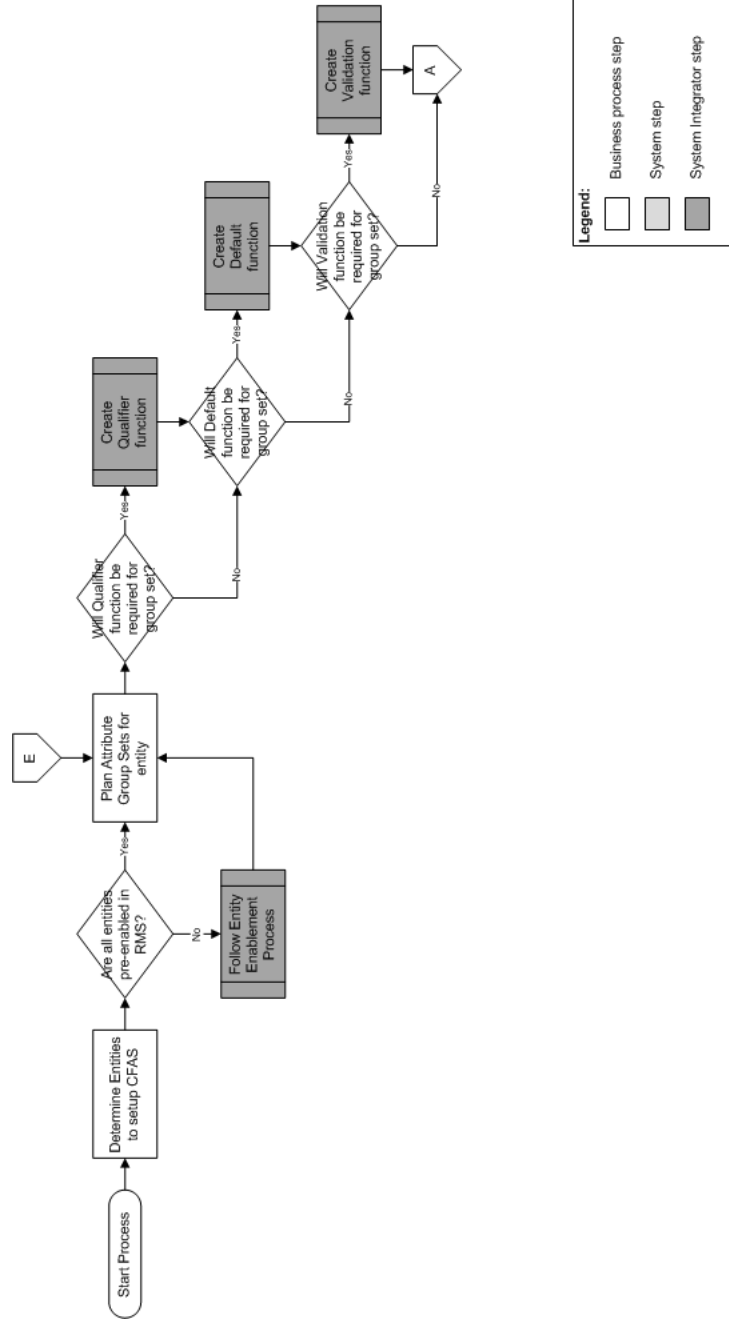 Start Process
Determine Entities
to setup CFAS
Are all entities
pre-enabled in
RMS?
Yes
No
Follow Entity
Enablement
Process
E
Plan Attribute
Group Sets for
entity
Will Qualifier
function be
required for
group set?
Yes
No
Create
Qualifier
function
Will Default
function be
required for
group set?
Yes
No
Create
Default
function
Will Validation
function be
required for
group set?
Yes
No
Create
Validation
function
A
Legend:
Business process step
System step
System Integrator step